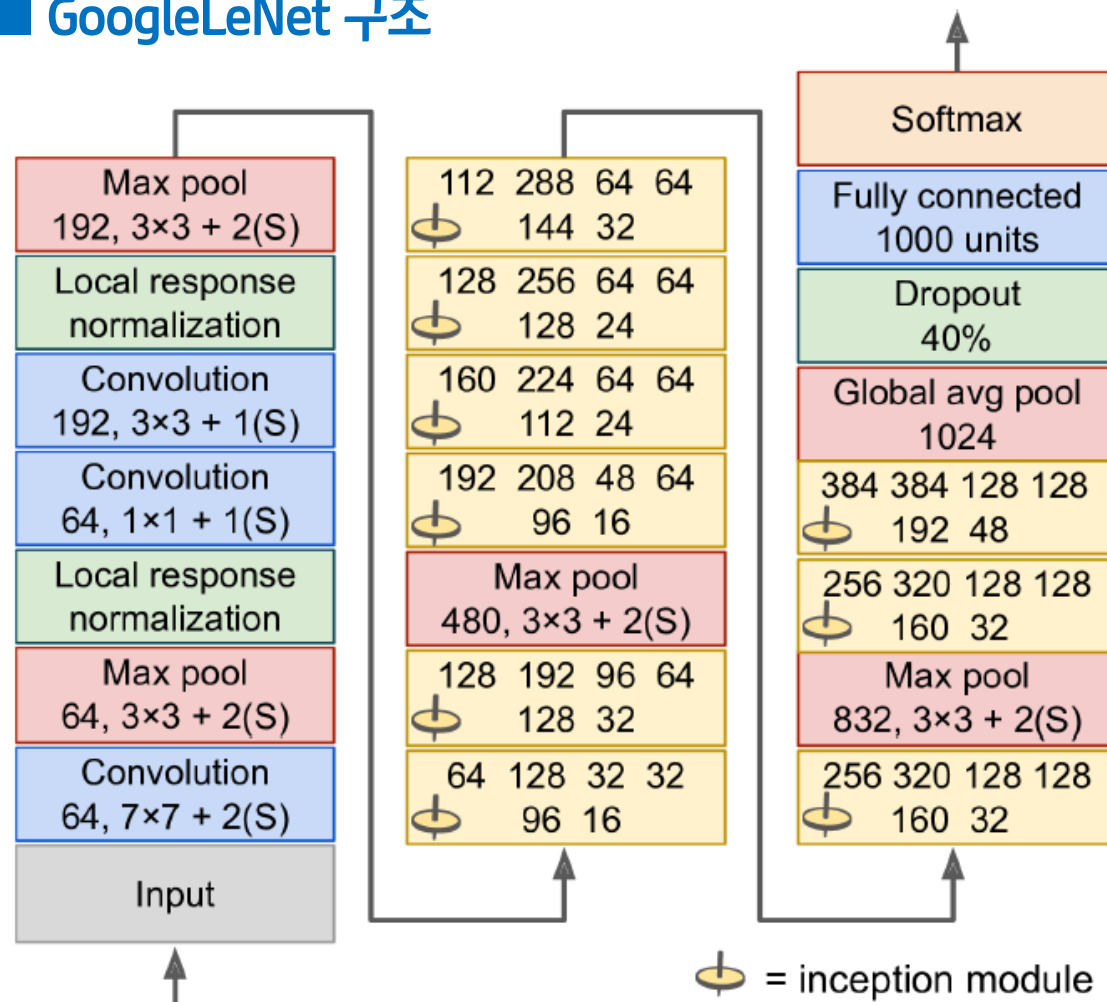 GoogleLeNet 구조
Max pool
192, 3×3 + 2(S)
Local response
normalization
Convolution
192, 3×3 + 1(S)
Convolution
64, 1×1 + 1(S)
Local response
normalization
Max pool
64, 3×3 + 2(S)
Convolution
64, 7×7 + 2(S)
Input
112 288 64 64
144 32
128 256 64 64
128 24
160 224 64 64
112 24
192 208 48 64
96 16
Max pool
480, 3×3 + 2(S)
128 192 96 64
128 32
64 128 32 32
96 16
Softmax
Fully connected
1000 units
Dropout
40%
Global avg pool
1024
384 384 128 128
192 48
256 320 128 128
160 32
Max pool
832, 3×3 + 2(S)
256 320 128 128
160 32
= inception module